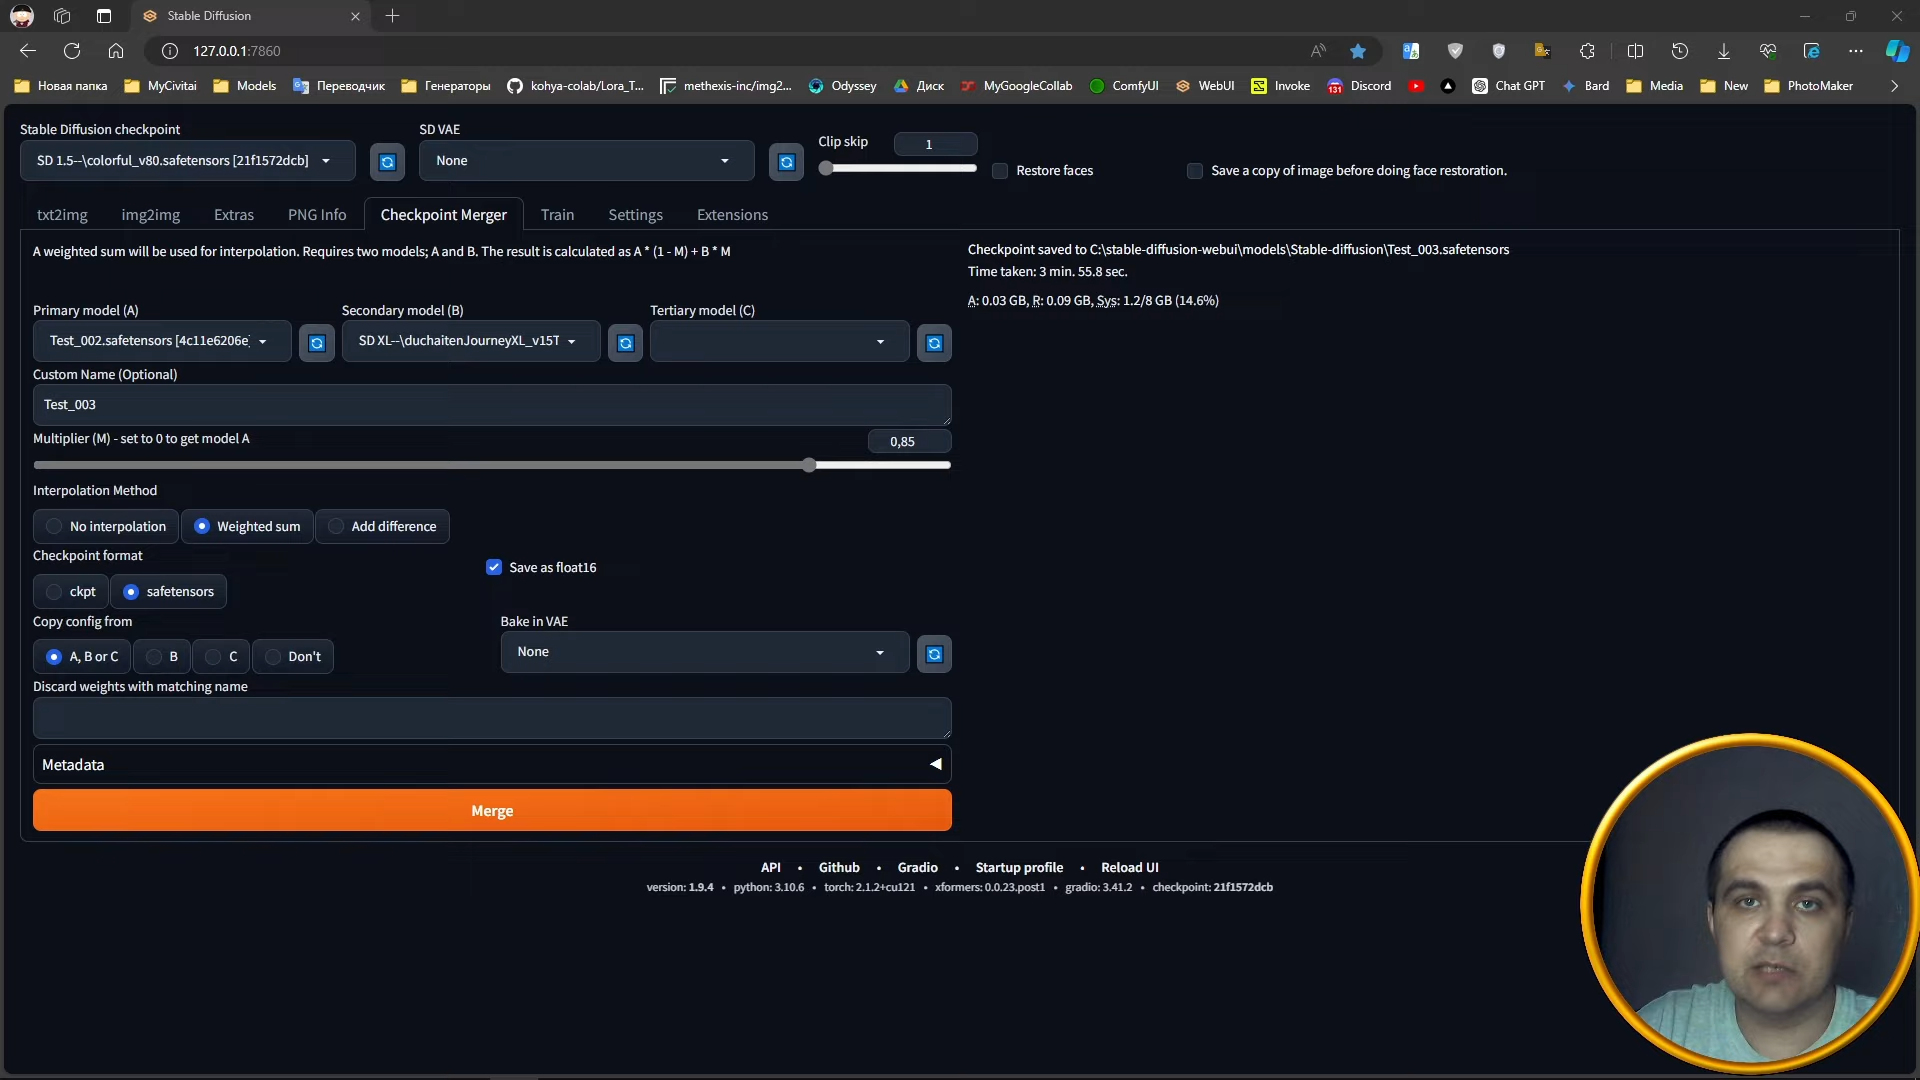 Stable Diffusion
127.0.0.1:7860
Новая папка MyCivitai Models Переводчик Генераторы kohya-colab/Lora_T... methexis-inc/img2... Odyssey Диск MyGoogleCollab ComfyUI WebUI Invoke 131 Discord Chat GPT Bard Media New PhotoMaker
Stable Diffusion checkpoint SD VAE
Clip skip 1
SD 1.5--\colorful_v80.safetensors [21f1572dcb] None
Restore faces Save a copy of image before doing face restoration.
txt2img img2img Extras PNG Info Checkpoint Merger Train Settings Extensions
A weighted sum will be used for interpolation. Requires two models; A and B. The result is calculated as A * (1 - M) + B * M
Checkpoint saved to C:\stable-diffusion-webui\models\Stable-diffusion\Test_003.safetensors
Time taken: 3 min. 55.8 sec.
A: 0.03 GB, R: 0.09 GB, Sys: 1.2/8 GB (14.6%)
Primary model (A) Secondary model (B) Tertiary model (C)
Test_002.safetensors [4c11e6206e] SD XL--\duchaitenJourneyXL_v15T
Custom Name (Optional)
Test_003
Multiplier (M) - set to 0 to get model A 0,85
Interpolation Method
No interpolation Weighted sum Add difference
Checkpoint format
Save as float16
ckpt safetensors
Copy config from Bake in VAE
A, B or C B C Don't None
Discard weights with matching name
Metadata
Merge
API • Github • Gradio • Startup profile • Reload UI
version: 1.9.4 • python: 3.10.6 • torch: 2.1.2+cu121 • xformers: 0.0.23.post1 • gradio: 3.41.2 • checkpoint: 21f1572dcb